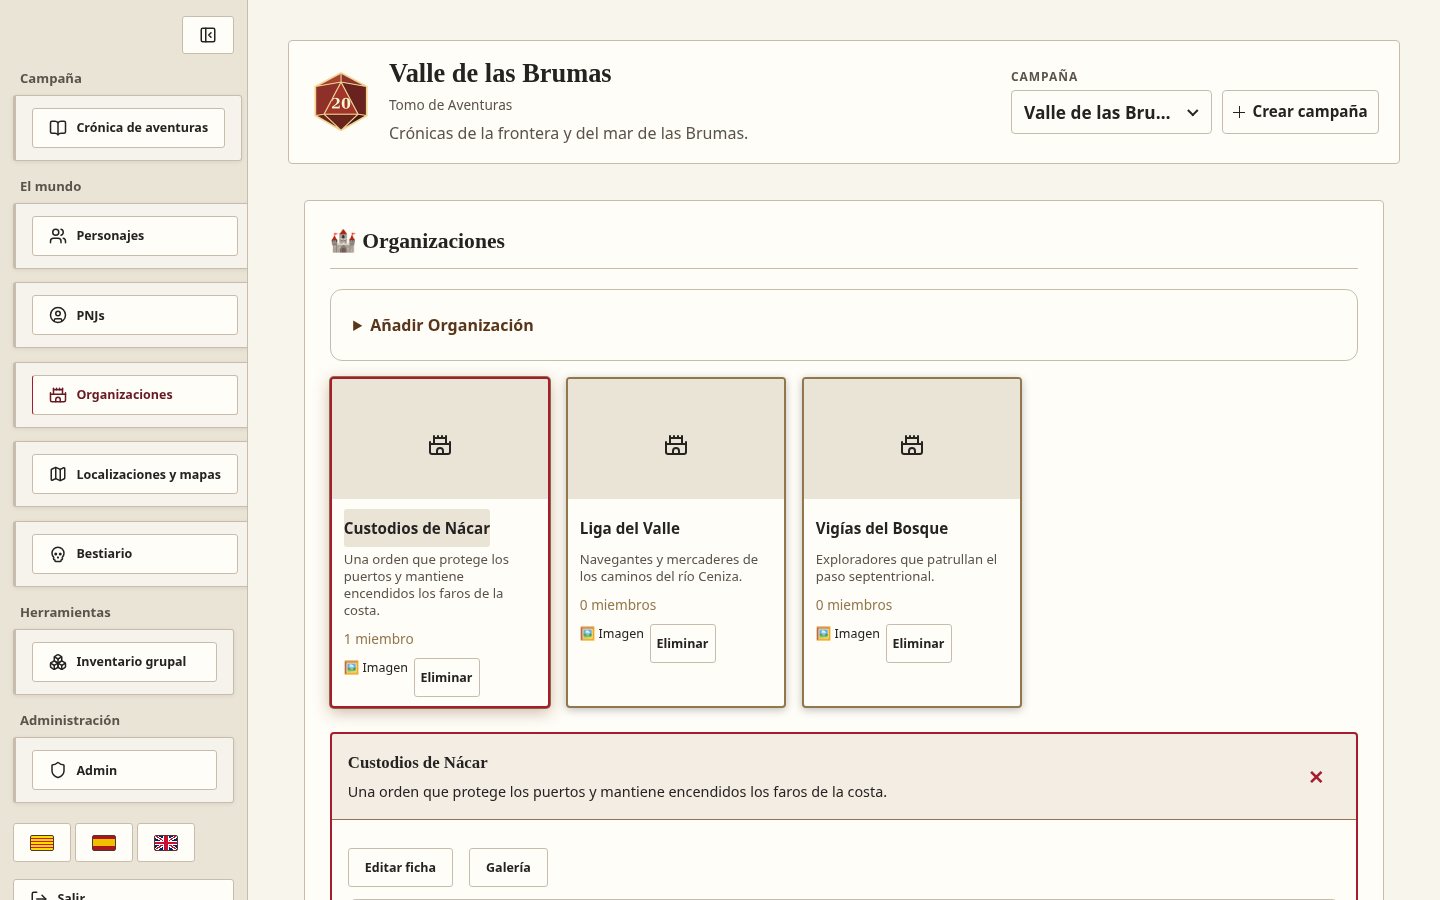 Campaña
Crónica de aventuras
El mundo
Personajes
PNJs
Organizaciones
Localizaciones y mapas
Bestiario
Herramientas
Inventario grupal
Administración
Admin
Salir
20
Valle de las Brumas
Tomo de Aventuras
Crónicas de la frontera y del mar de las Brumas.
CAMPAÑA
Valle de las Bru...
Crear campaña
Organizaciones
Añadir Organización
Custodios de Nácar
Una orden que protege los
puertos y mantiene
encendidos los faros de la
costa.
1 miembro
Imagen
Eliminar
Liga del Valle
Navegantes y mercaderes de
los caminos del río Ceniza.
0 miembros
Imagen
Eliminar
Vigías del Bosque
Exploradores que patrullan el
paso septentrional.
0 miembros
Imagen
Eliminar
Custodios de Nácar
Una orden que protege los puertos y mantiene encendidos los faros de la costa.
Editar ficha
Galería